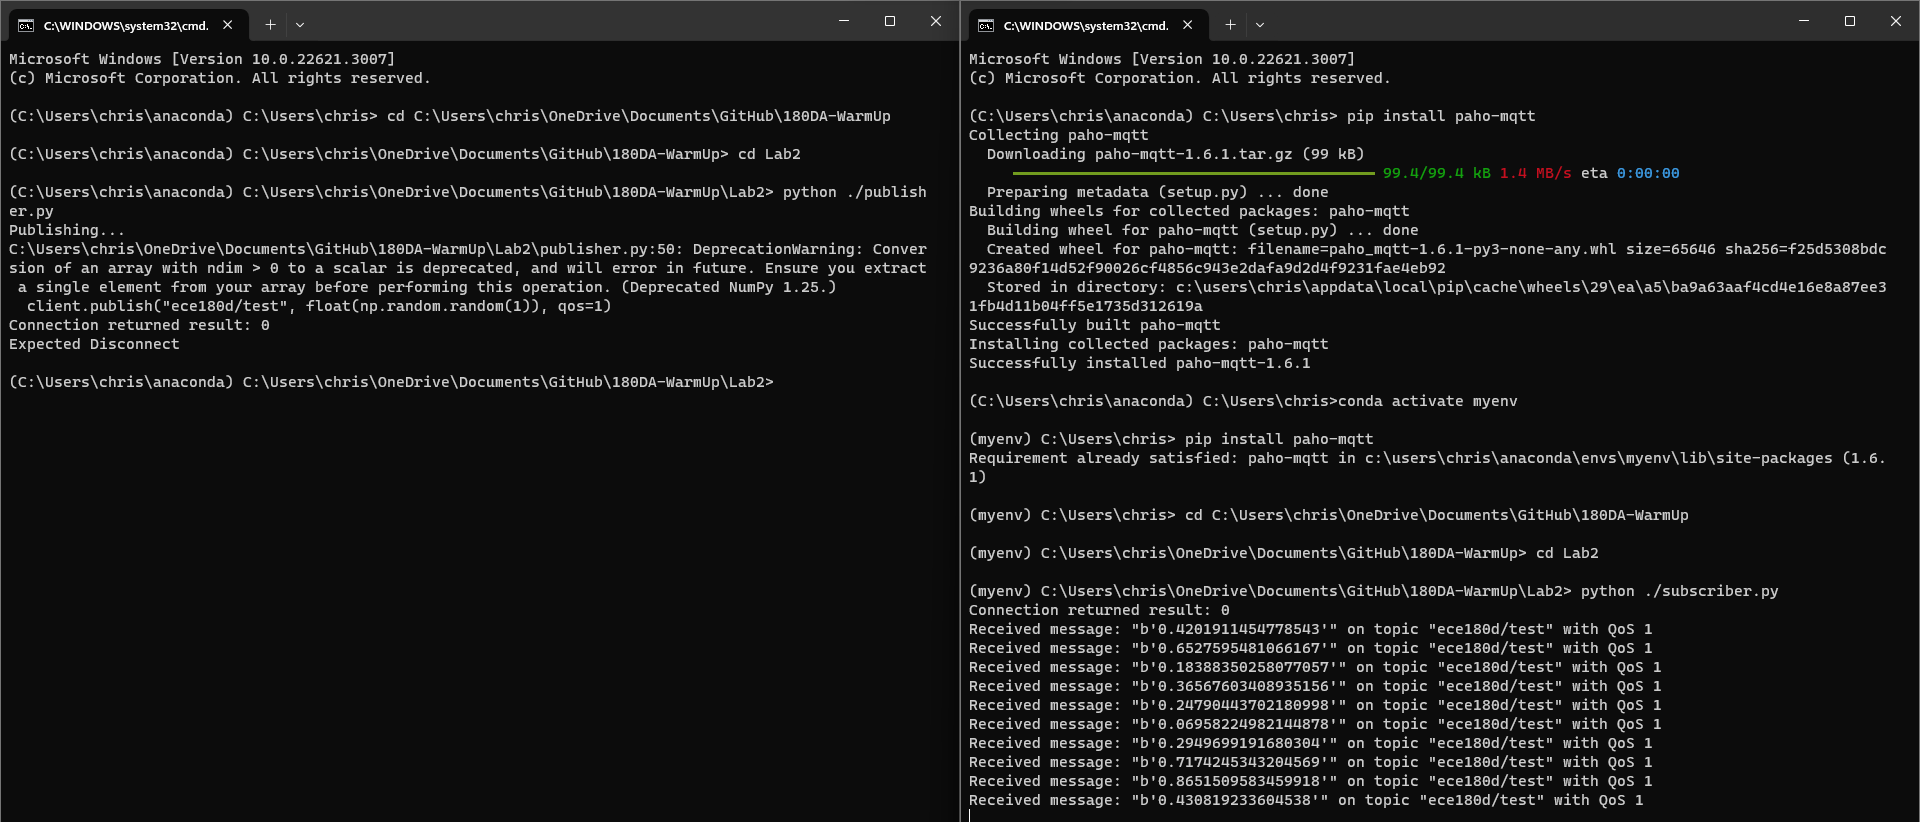 C:\WINDOWS\system32\cmd.
Microsoft Windows [Version 10.0.22621.3007]
(c) Microsoft Corporation. All rights reserved.
(C:\Users\chris\anaconda) C:\Users\chris> cd C:\Users\chris\OneDrive\Documents\GitHub\180DA-WarmUp
(C:\Users\chris\anaconda) C:\Users\chris\OneDrive\Documents\GitHub\180DA-WarmUp> cd Lab2
(C:\Users\chris\anaconda) C:\Users\chris\OneDrive\Documents\GitHub\180DA-WarmUp\Lab2> python ./publish
er.py
Publishing...
C:\Users\chris\OneDrive\Documents\GitHub\180DA-WarmUp\Lab2\publisher.py:50: DeprecationWarning: Conver
sion of an array with ndim > 0 to a scalar is deprecated, and will error in future. Ensure you extract
 a single element from your array before performing this operation. (Deprecated NumPy 1.25.)
  client.publish("ece180d/test", float(np.random.random(1)), qos=1)
Connection returned result: 0
Expected Disconnect
(C:\Users\chris\anaconda) C:\Users\chris\OneDrive\Documents\GitHub\180DA-WarmUp\Lab2>
C:\WINDOWS\system32\cmd.
Microsoft Windows [Version 10.0.22621.3007]
(c) Microsoft Corporation. All rights reserved.
(C:\Users\chris\anaconda) C:\Users\chris> pip install paho-mqtt
Collecting paho-mqtt
  Downloading paho-mqtt-1.6.1.tar.gz (99 kB)
99.4/99.4 kB 1.4 MB/s eta 0:00:00
  Preparing metadata (setup.py) ... done
Building wheels for collected packages: paho-mqtt
  Building wheel for paho-mqtt (setup.py) ... done
  Created wheel for paho-mqtt: filename=paho_mqtt-1.6.1-py3-none-any.whl size=65646 sha256=f25d5308bdc
9236a80f14d52f90026cf4856c943e2dafa9d2d4f9231fae4eb92
  Stored in directory: c:\users\chris\appdata\local\pip\cache\wheels\29\ea\a5\ba9a63aaf4cd4e16e8a87ee3
1fb4d11b04ff5e1735d312619a
Successfully built paho-mqtt
Installing collected packages: paho-mqtt
Successfully installed paho-mqtt-1.6.1
(C:\Users\chris\anaconda) C:\Users\chris>conda activate myenv
(myenv) C:\Users\chris> pip install paho-mqtt
Requirement already satisfied: paho-mqtt in c:\users\chris\anaconda\envs\myenv\lib\site-packages (1.6.
1)
(myenv) C:\Users\chris> cd C:\Users\chris\OneDrive\Documents\GitHub\180DA-WarmUp
(myenv) C:\Users\chris\OneDrive\Documents\GitHub\180DA-WarmUp> cd Lab2
(myenv) C:\Users\chris\OneDrive\Documents\GitHub\180DA-WarmUp\Lab2> python ./subscriber.py
Connection returned result: 0
Received message: "b'0.4201911454778543'" on topic "ece180d/test" with QoS 1
Received message: "b'0.6527595481066167'" on topic "ece180d/test" with QoS 1
Received message: "b'0.18388350258077057'" on topic "ece180d/test" with QoS 1
Received message: "b'0.36567603408935156'" on topic "ece180d/test" with QoS 1
Received message: "b'0.24790443702180998'" on topic "ece180d/test" with QoS 1
Received message: "b'0.06958224982144878'" on topic "ece180d/test" with QoS 1
Received message: "b'0.2949699191680304'" on topic "ece180d/test" with QoS 1
Received message: "b'0.7174245343204569'" on topic "ece180d/test" with QoS 1
Received message: "b'0.8651509583459918'" on topic "ece180d/test" with QoS 1
Received message: "b'0.430819233604538'" on topic "ece180d/test" with QoS 1